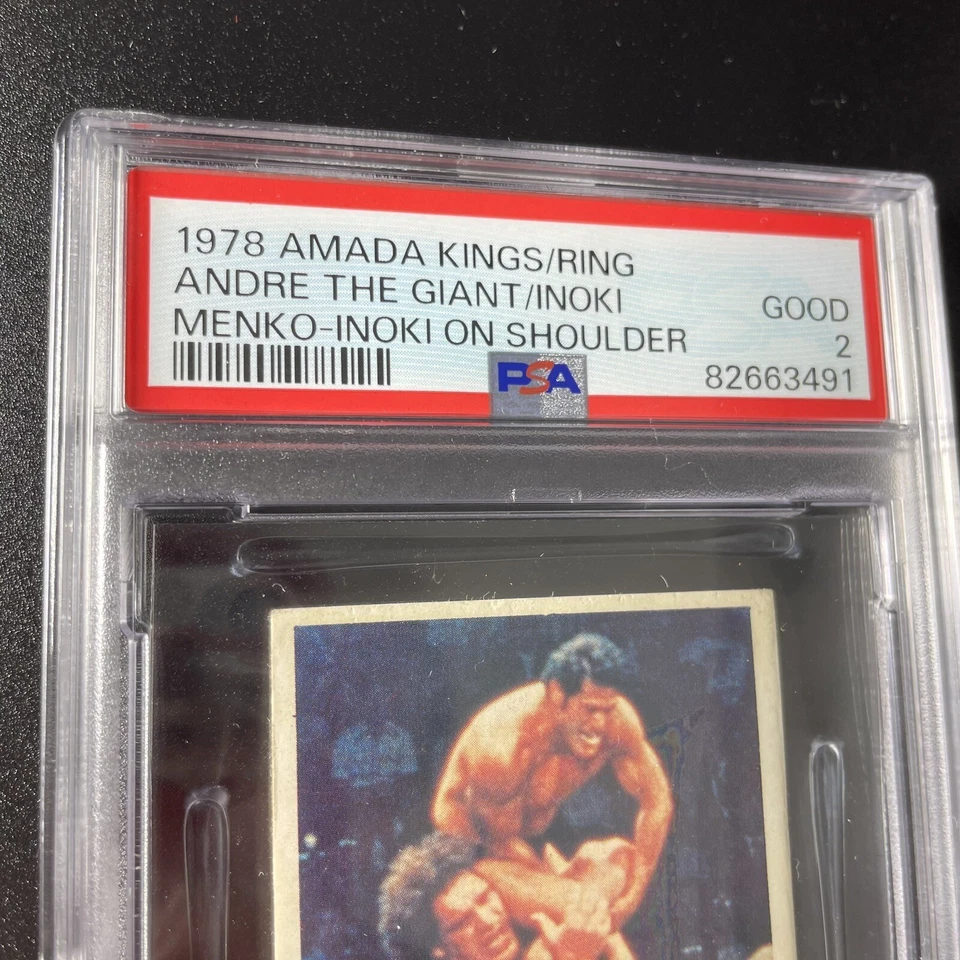 1978 AMADA KINGS/RING
ANDRE THE GIANT/INOKI GOOD
MENKO-INOKI ON SHOULDER 2
PSA 82663491